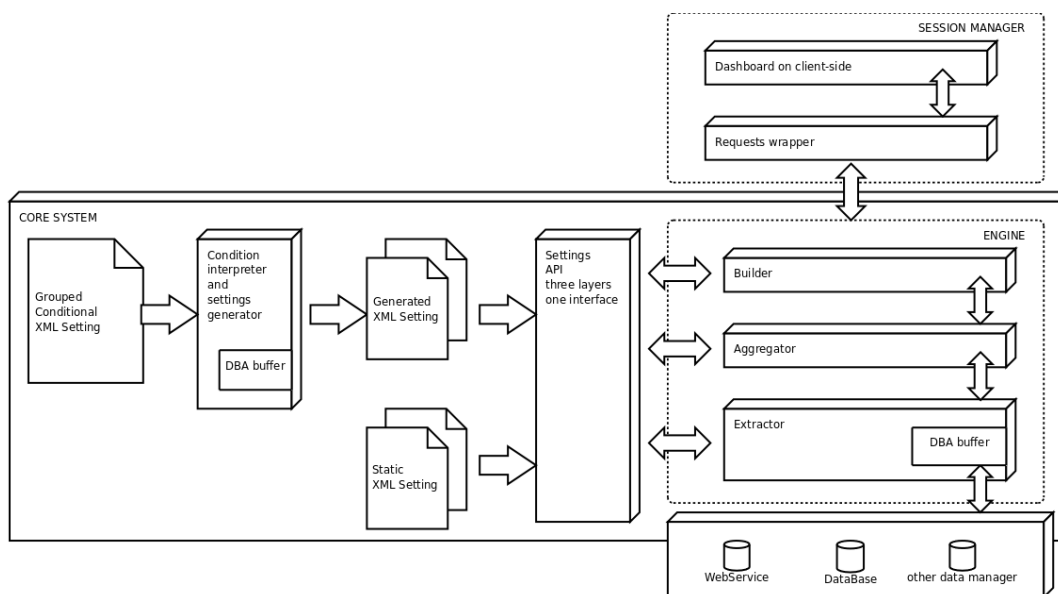 SESSION MANAGER
Dashboard on client-side
Requests wrapper
CORE SYSTEM
Grouped
Conditional
XML Setting
Condition
interpreter
and
settings
generator
DBA buffer
Generated
XML Setting
Static
XML Setting
Settings
API
three layers
one interface
ENGINE
Builder
Aggregator
Extractor
DBA buffer
WebService
DataBase
other data manager